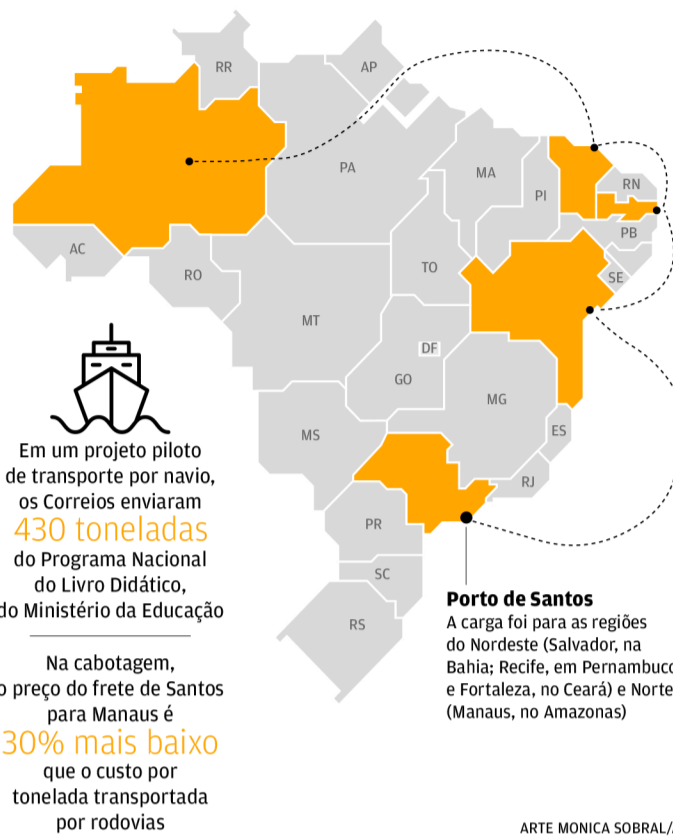 RR
AP
PA
MA
PI
RN
PB
SE
AC
RO
TO
MT
DF
GO
MG
MS
ES
RJ
PR
SC
RS
Em um projeto piloto
de transporte por navio,
os Correios enviaram
430 toneladas
do Programa Nacional
do Livro Didático,
do Ministério da Educação
Na cabotagem,
o preço do frete de Santos
para Manaus é
30% mais baixo
que o custo por
tonelada transportada
por rodovias
Porto de Santos
A carga foi para as regiões
do Nordeste (Salvador, na
Bahia; Recife, em Pernambuco
e Fortaleza, no Ceará) e Norte
(Manaus, no Amazonas)
ARTE MONICA SOBRAL/